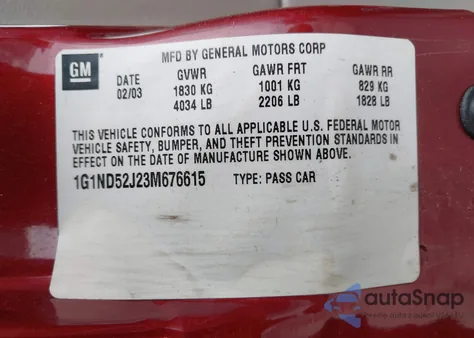 MFD BY GENERAL MOTORS CORP
GM
DATE GVWR GAWR FRT GAWR RR
02/03 1830 KG 1001 KG 829 KG
4034 LB 2206 LB 1828 LB
THIS VEHICLE CONFORMS TO ALL APPLICABLE U.S. FEDERAL MOTOR
VEHICLE SAFETY, BUMPER, AND THEFT PREVENTION STANDARDS IN
EFFECT ON THE DATE OF MANUFACTURE SHOWN ABOVE.
1G1ND52J23M676615 TYPE: PASS CAR
autoSnap